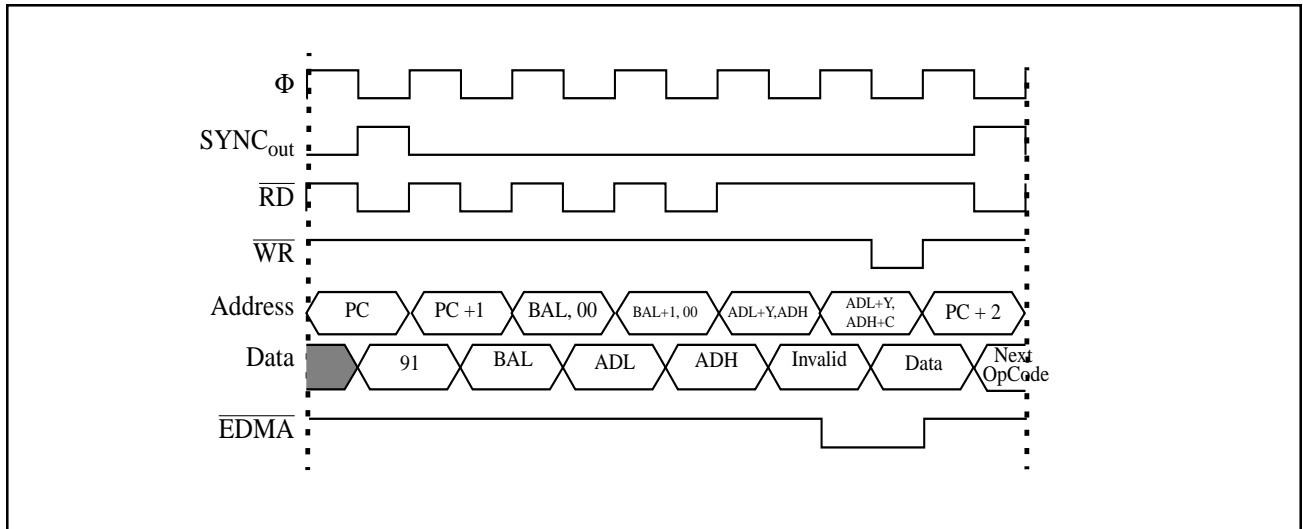 Φ
SYNCout
RD
WR
Address PC PC +1 BAL, 00 BAL+1, 00 ADL+Y,ADH ADL+Y, ADH+C PC + 2
Data 91 BAL ADL ADH Invalid Data Next OpCode
EDMA